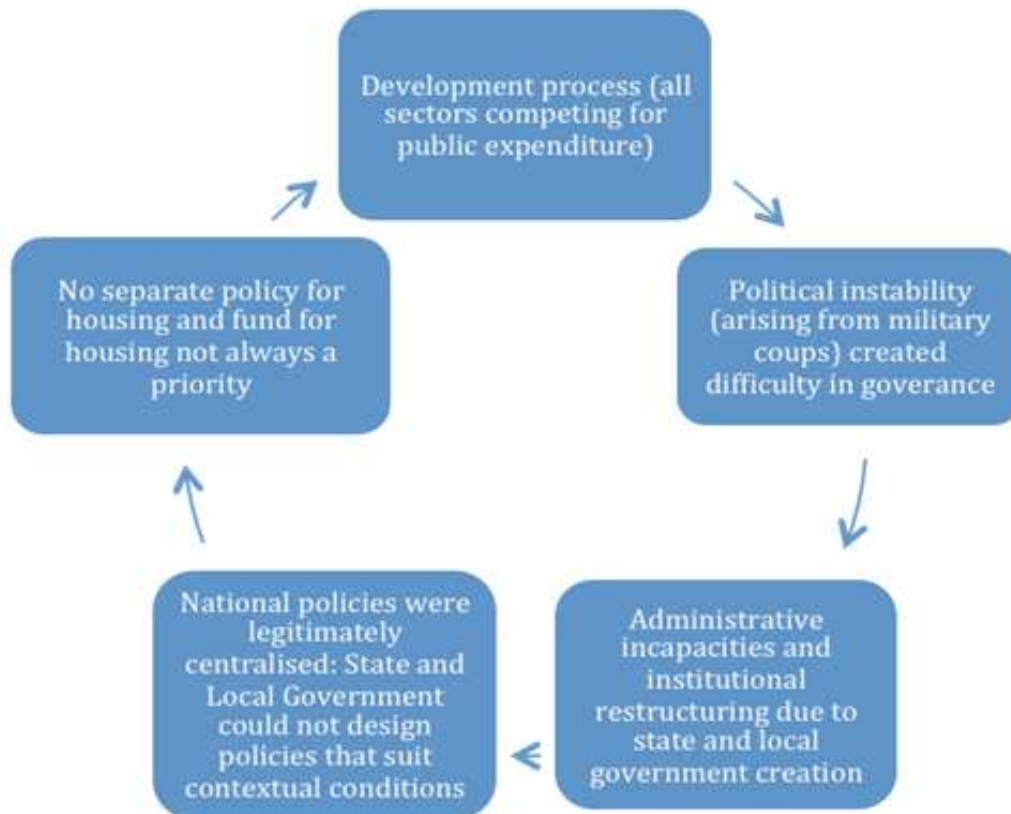 Development process (all
sectors competing for
public expenditure)
Political instability
(arising from military
coups) created
difficulty in goverance
Administrative
incapacities and
institutional
restructuring due to
state and local
government creation
National policies were
legitimately
centralised: State and
Local Government
could not design
policies that suit
contextual conditions
No separate policy for
housing and fund for
housing not always a
priority